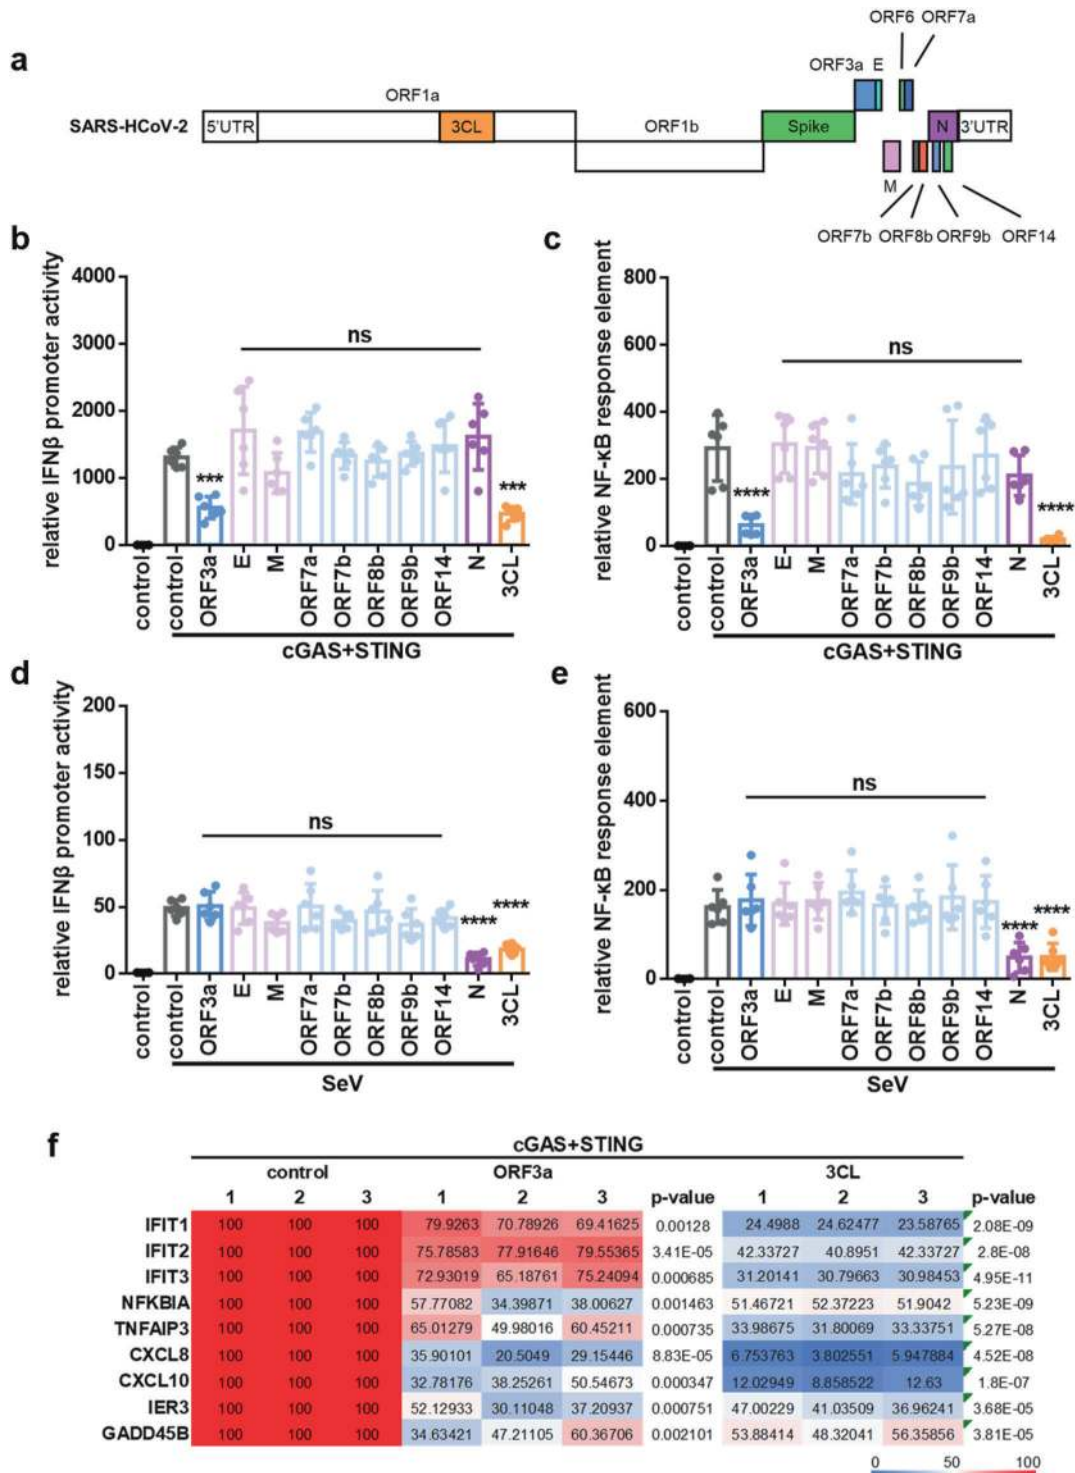 a
ORF6 ORF7a
ORF3a E
ORF1a
SARS-HCoV-2
5'UTR 3CL ORF1b Spike N 3'UTR
M
ORF7b ORF8b ORF9b ORF14
b
relative IFNβ promoter activity
4000
3000
2000
1000
0
ns
*** ***
control control ORF3a E M ORF7a ORF7b ORF8b ORF9b ORF14 N 3CL
cGAS+STING
c
relative NF-κB response element
800
600
400
200
0
ns
**** ****
control control ORF3a E M ORF7a ORF7b ORF8b ORF9b ORF14 N 3CL
cGAS+STING
d
relative IFNβ promoter activity
200
150
100
50
0
ns
**** ****
control control ORF3a E M ORF7a ORF7b ORF8b ORF9b ORF14 N 3CL
SeV
e
relative NF-κB response element
600
400
200
0
ns
**** ****
control control ORF3a E M ORF7a ORF7b ORF8b ORF9b ORF14 N 3CL
SeV
f
cGAS+STING
control ORF3a 3CL
1 2 3 1 2 3 p-value 1 2 3 p-value
IFIT1 100 100 100 79.9263 70.78926 69.41625 0.00128 24.4988 24.62477 23.58765 2.08E-09
IFIT2 100 100 100 75.78583 77.91646 79.55365 3.41E-05 42.33727 40.8951 42.33727 2.8E-08
IFIT3 100 100 100 72.93019 65.18761 75.24094 0.000685 31.20141 30.79663 30.98453 4.95E-11
NFKBIA 100 100 100 57.77082 34.39871 38.00627 0.001463 51.46721 52.37223 51.9042 5.23E-09
TNFAIP3 100 100 100 65.01279 49.98016 60.45211 0.000735 33.98675 31.80069 33.33751 5.27E-08
CXCL8 100 100 100 35.90101 20.5049 29.15446 8.83E-05 6.753763 3.802551 5.947884 4.52E-08
CXCL10 100 100 100 32.78176 38.25261 50.54673 0.000347 12.02949 8.858522 12.63 1.8E-07
IER3 100 100 100 52.12933 30.11048 37.20937 0.000751 47.00229 41.03509 36.96241 3.68E-05
GADD45B 100 100 100 34.63421 47.21105 60.36706 0.002101 53.88414 48.32041 56.35856 3.81E-05
0 50 100